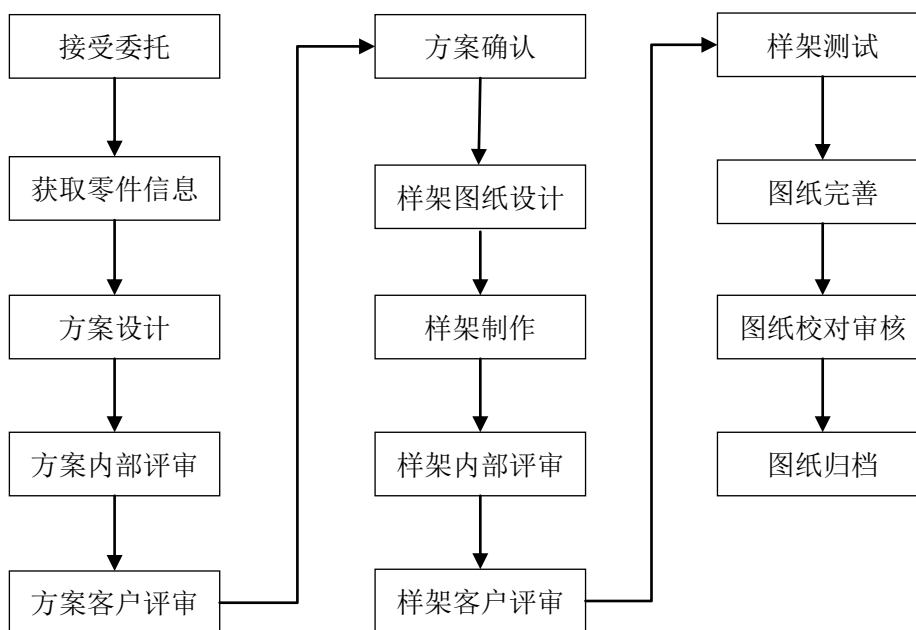 接受委托
获取零件信息
方案设计
方案内部评审
方案客户评审
方案确认
样架图纸设计
样架制作
样架内部评审
样架客户评审
样架测试
图纸完善
图纸校对审核
图纸归档